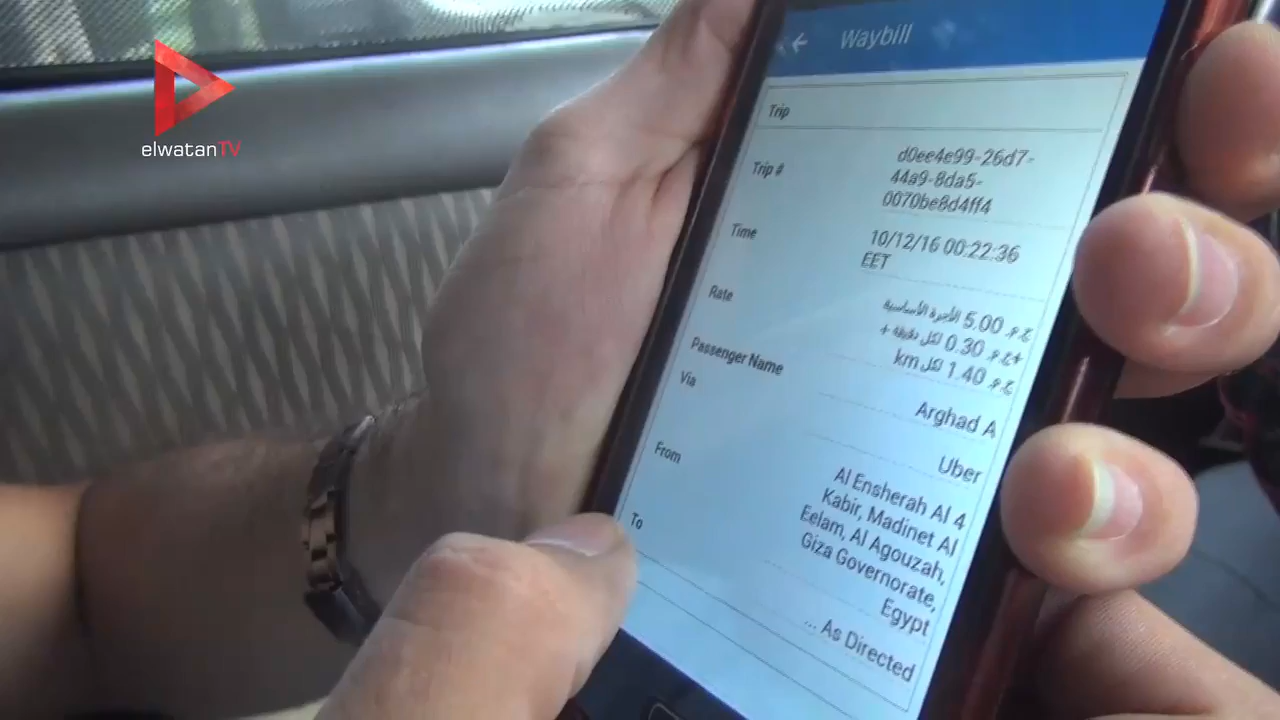 elwatanTV
Waybill
Trip
Trip #
d0ee4e99-26d7-
44a9-8da5-
0070be8d4ff4
Time
10/12/16 00:22:36
EET
Rate
ج.م. 5.00 الأجرة الأساسية
+ج.م. 0.30 لكل دقيقة +
ج.م. 1.40 لكل km
Passenger Name
Arghad A
Via
Uber
From
Al Ensherah Al 4
Kabir, Madinet Al
Eelam, Al Agouzah,
Giza Governorate,
Egypt
To
... As Directed